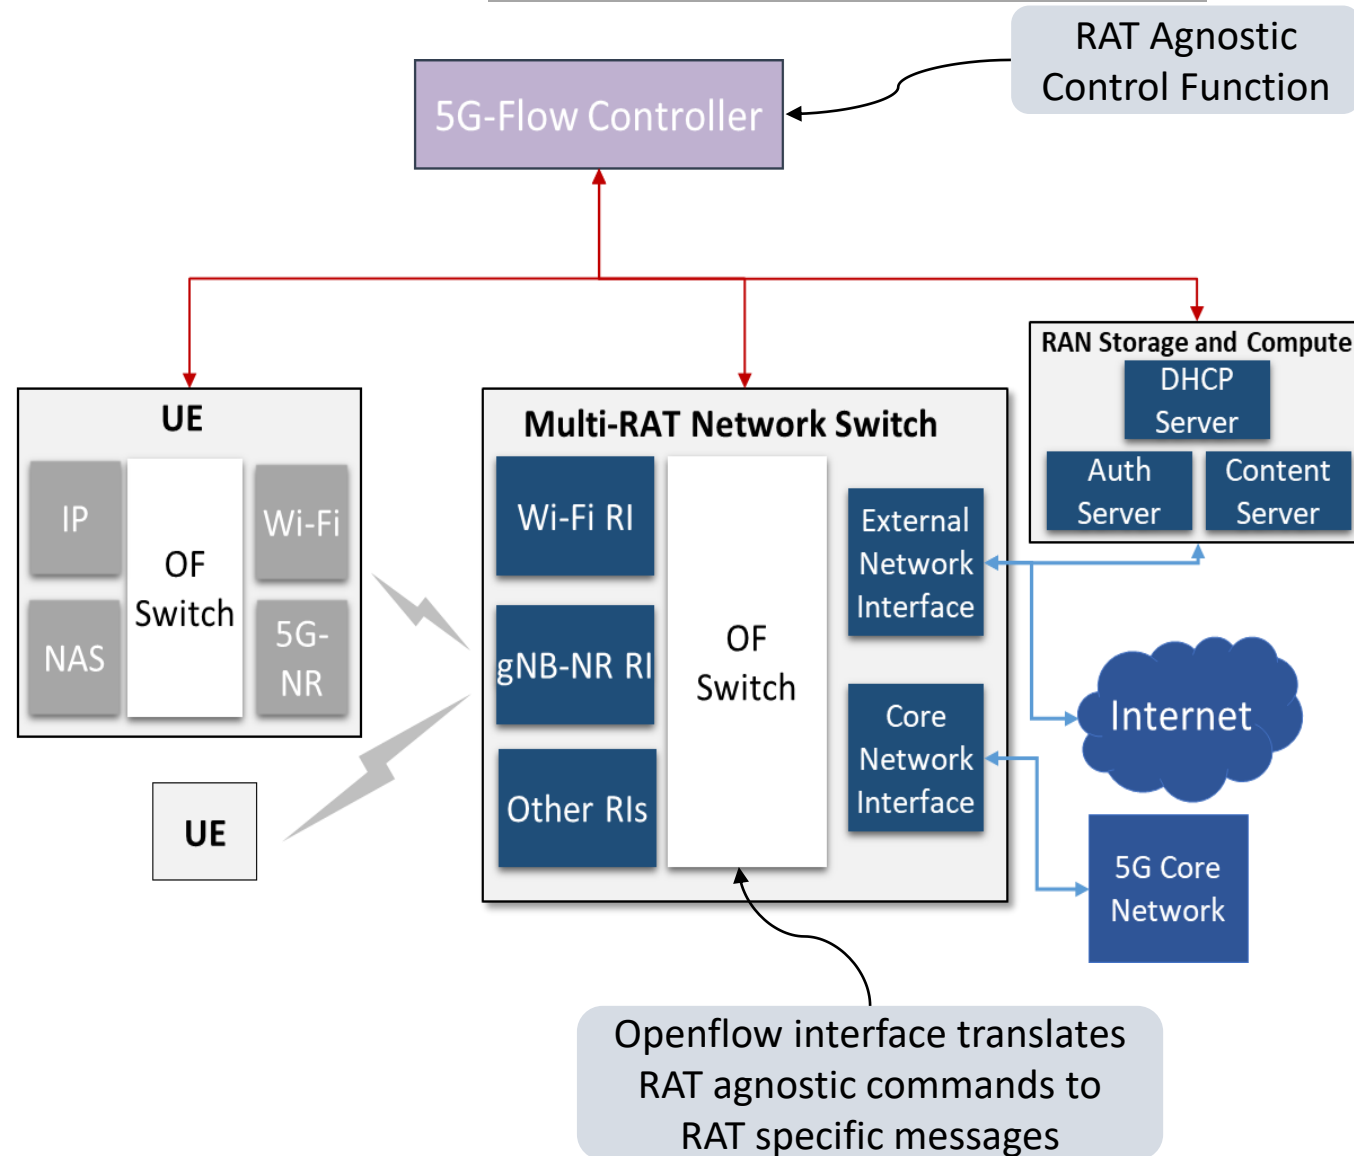 RAT Agnostic
Control Function
5G-Flow Controller
RAN Storage and Compute
DHCP
Server
Auth
Server
Content
Server
UE
IP
NAS
OF
Switch
Wi-Fi
5G-
NR
UE
Multi-RAT Network Switch
Wi-Fi RI
gNB-NR RI
Other RIs
OF
Switch
External
Network
Interface
Core
Network
Interface
Internet
5G Core
Network
Openflow interface translates
RAT agnostic commands to
RAT specific messages